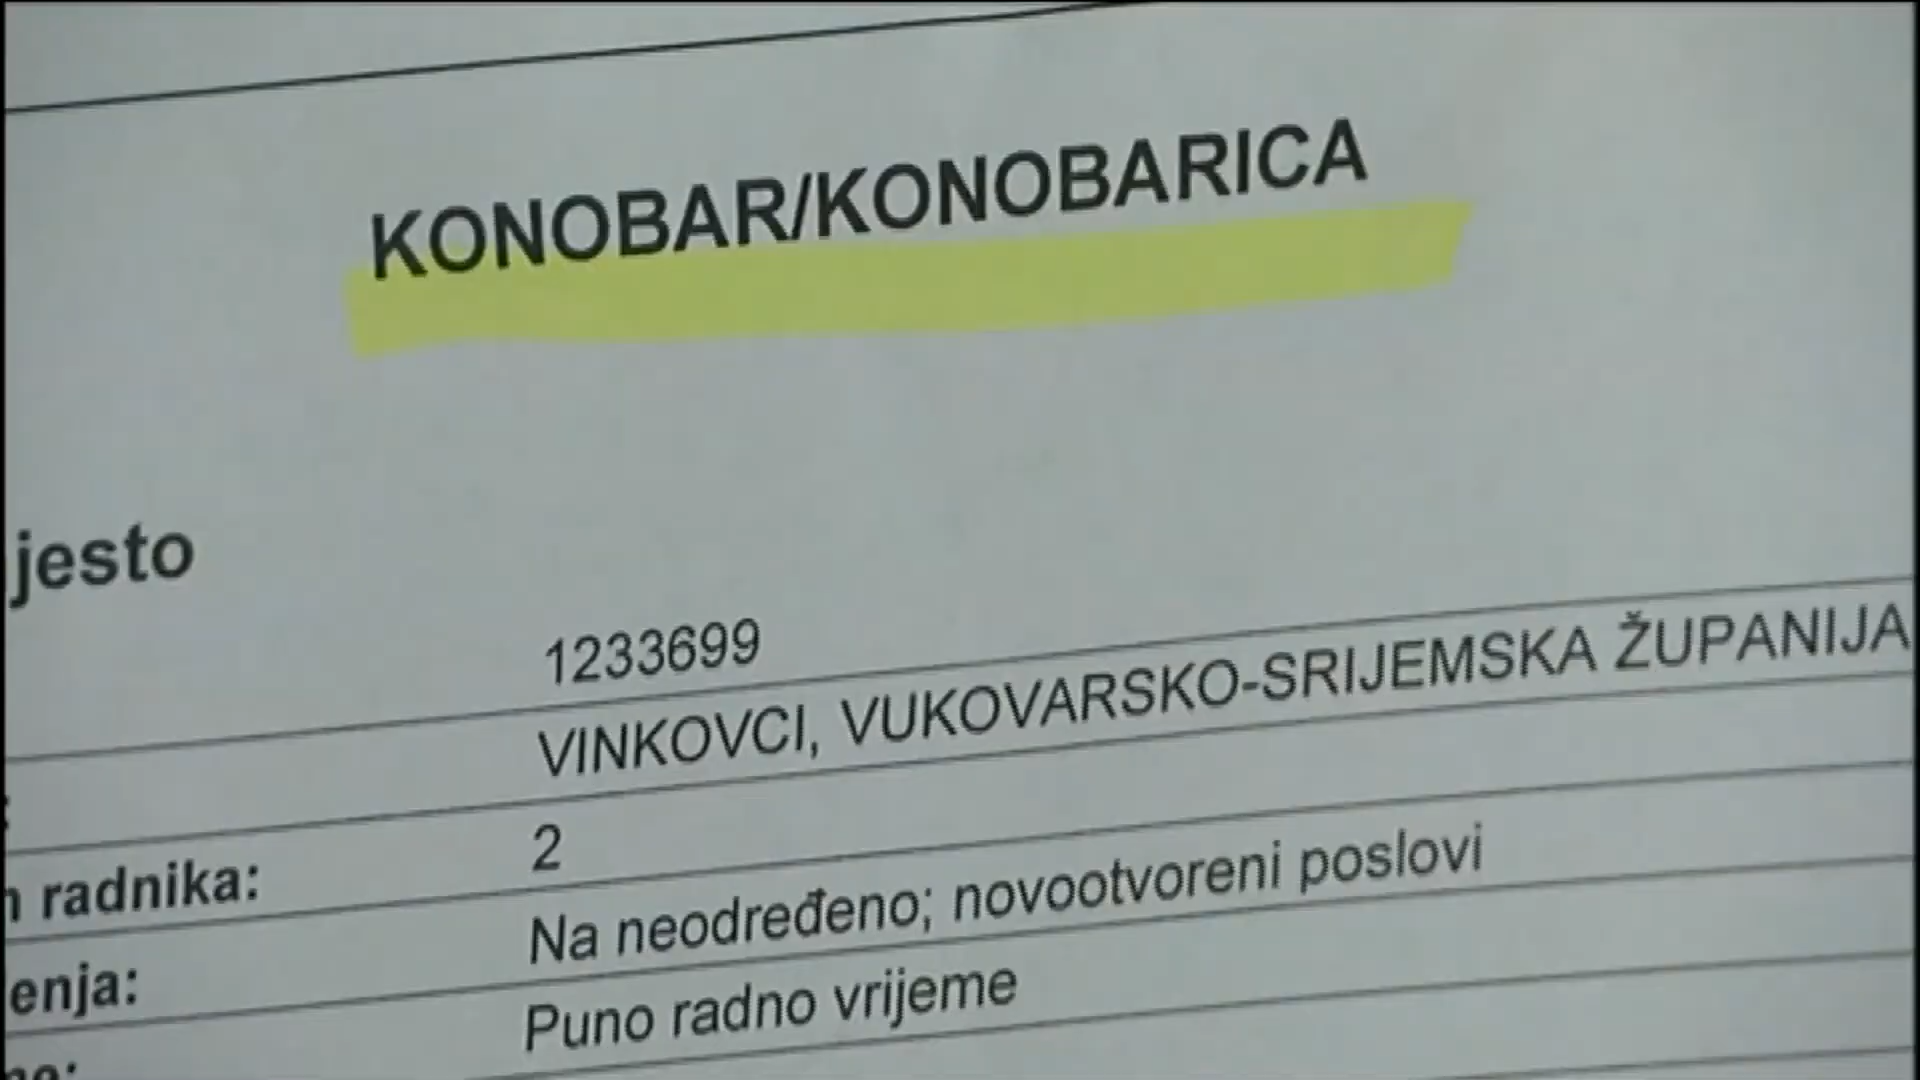 KONOBAR/KONOBARICA
jesto
1233699
VINKOVCI, VUKOVARSKO-SRIJEMSKA ŽUPANIJA
radnika: 2
enja: Na neodređeno; novootvoreni poslovi
Puno radno vrijeme